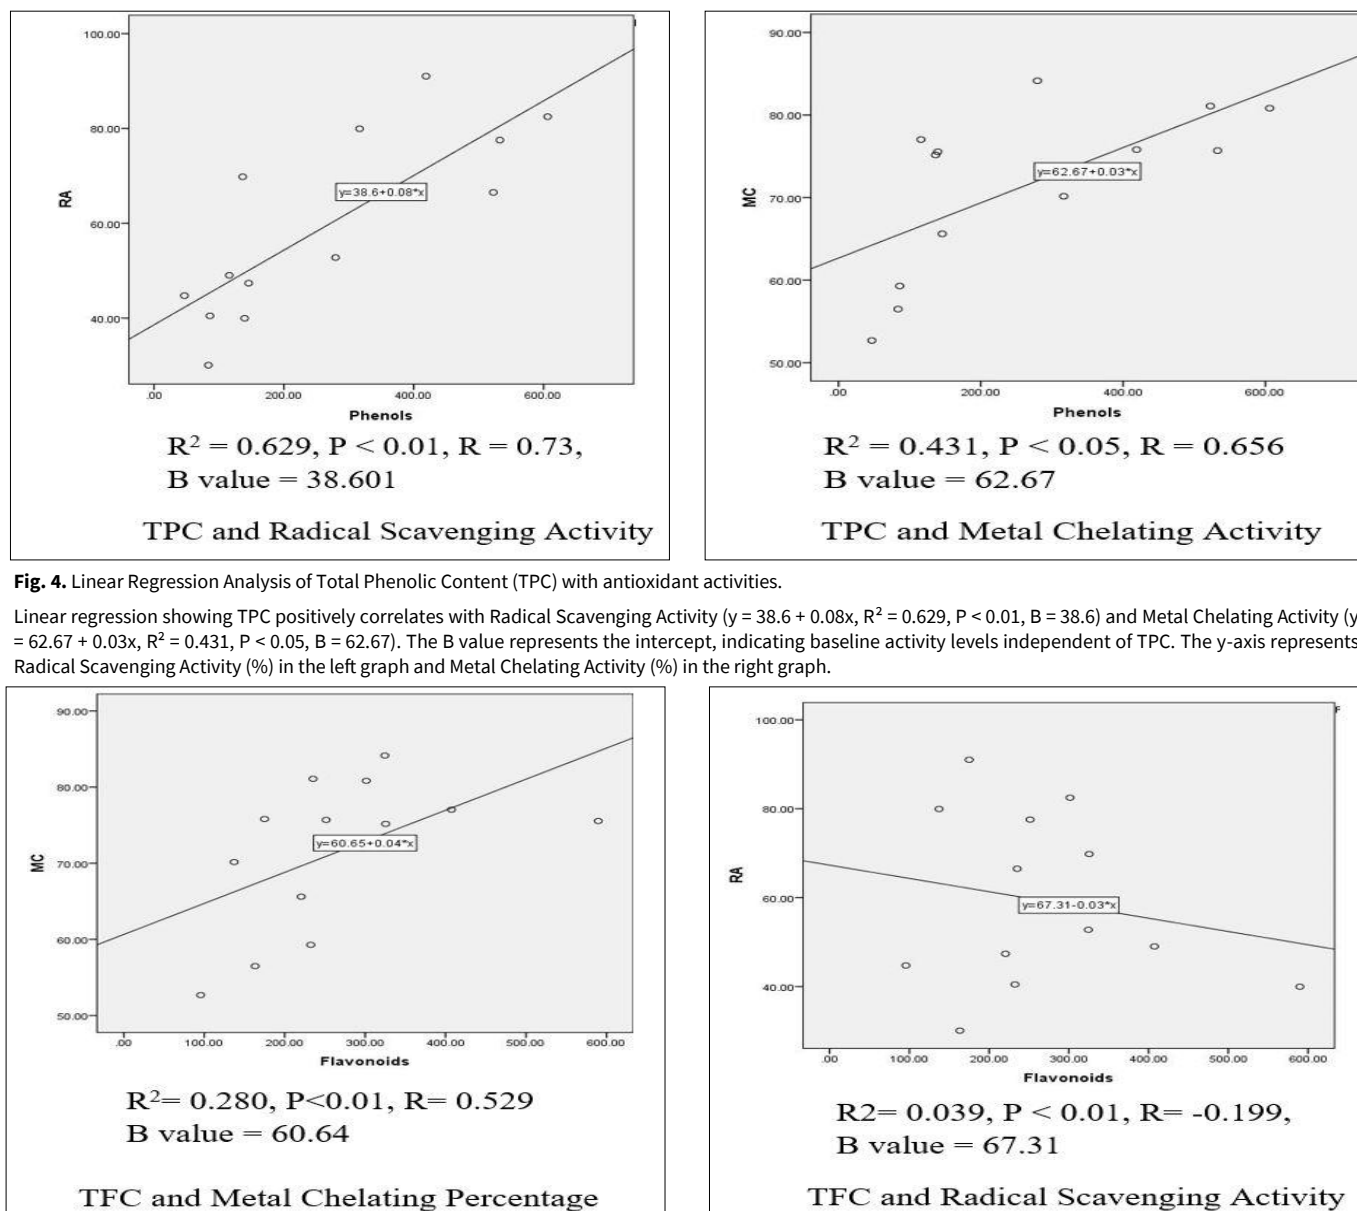 100.00
80.00
60.00
40.00
RA
y=38.6+0.08*x
.00 200.00 400.00 600.00
Phenols
R² = 0.629, P < 0.01, R = 0.73,
B value = 38.601
TPC and Radical Scavenging Activity
90.00
80.00
70.00
60.00
50.00
MC
y=62.67+0.03*x
.00 200.00 400.00 600.00
Phenols
R² = 0.431, P < 0.05, R = 0.656
B value = 62.67
TPC and Metal Chelating Activity
Fig. 4. Linear Regression Analysis of Total Phenolic Content (TPC) with antioxidant activities.
Linear regression showing TPC positively correlates with Radical Scavenging Activity (y = 38.6 + 0.08x, R² = 0.629, P < 0.01, B = 38.6) and Metal Chelating Activity (y
= 62.67 + 0.03x, R² = 0.431, P < 0.05, B = 62.67). The B value represents the intercept, indicating baseline activity levels independent of TPC. The y-axis represents
Radical Scavenging Activity (%) in the left graph and Metal Chelating Activity (%) in the right graph.
90.00
80.00
70.00
60.00
50.00
MC
y=60.65+0.04*x
.00 100.00 200.00 300.00 400.00 500.00 600.00
Flavonoids
R²= 0.280, P<0.01, R= 0.529
B value = 60.64
TFC and Metal Chelating Percentage
100.00
80.00
60.00
40.00
RA
y=67.31-0.03*x
.00 100.00 200.00 300.00 400.00 500.00 600.00
Flavonoids
R2= 0.039, P < 0.01, R= -0.199,
B value = 67.31
TFC and Radical Scavenging Activity